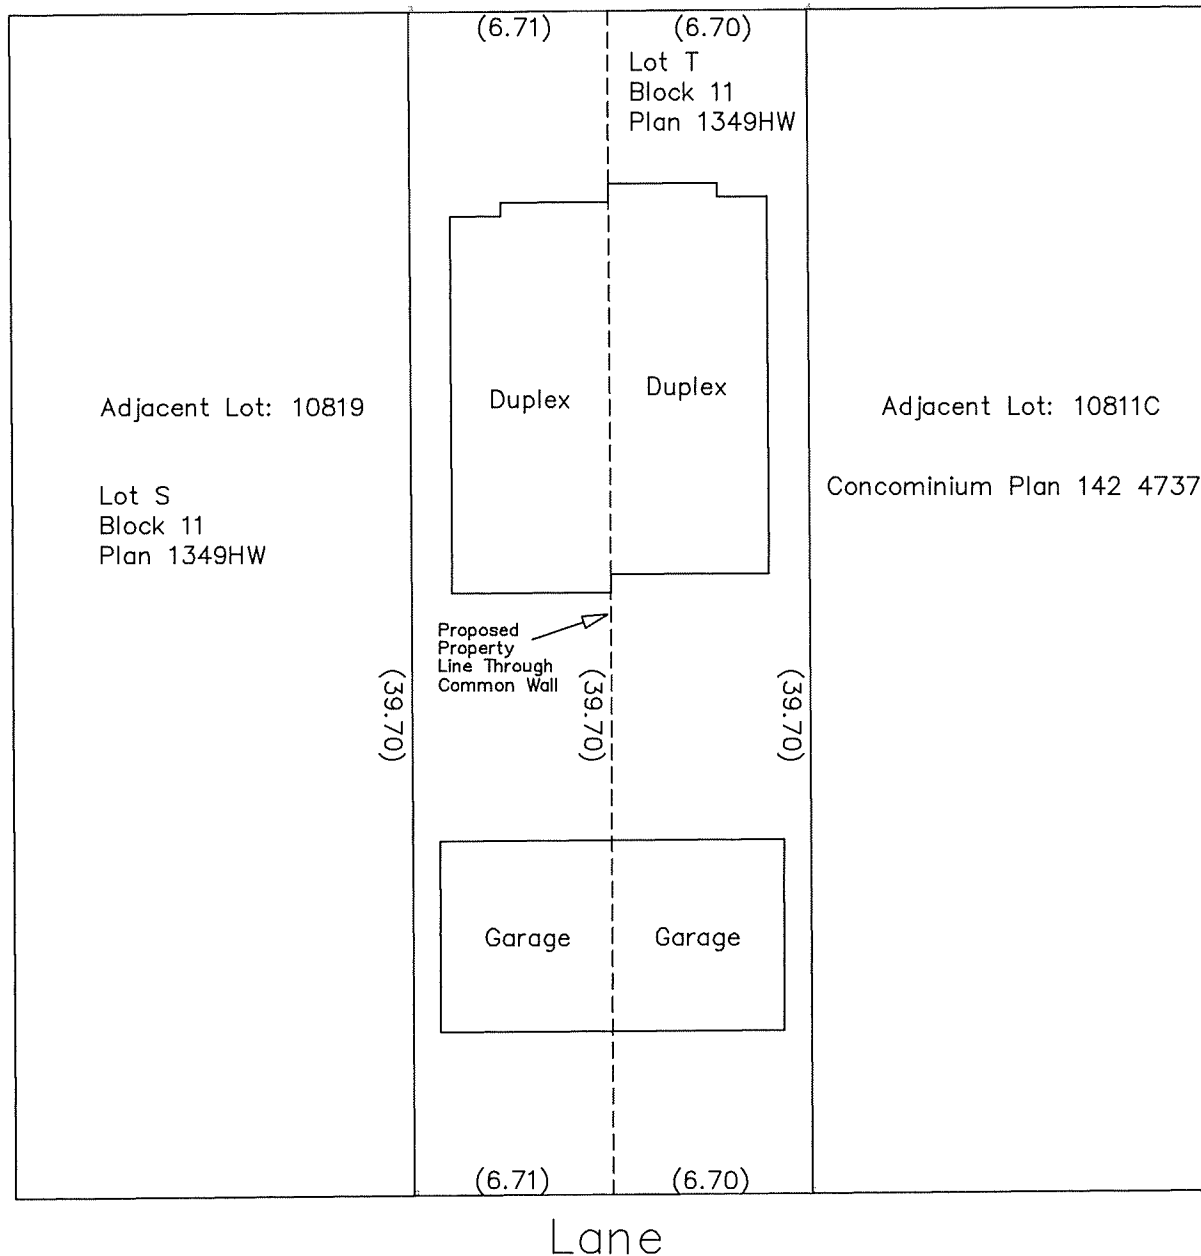 (6.71)
(6.70)
Lot T
Block 11
Plan 1349HW
Duplex
Duplex
Adjacent Lot: 10819
Adjacent Lot: 10811C
Lot S
Block 11
Plan 1349HW
Concominium Plan 142 4737
Proposed
Property
Line Through
Common Wall
(39.70)
(39.70)
(39.70)
Garage
Garage
(6.71)
(6.70)
Lane